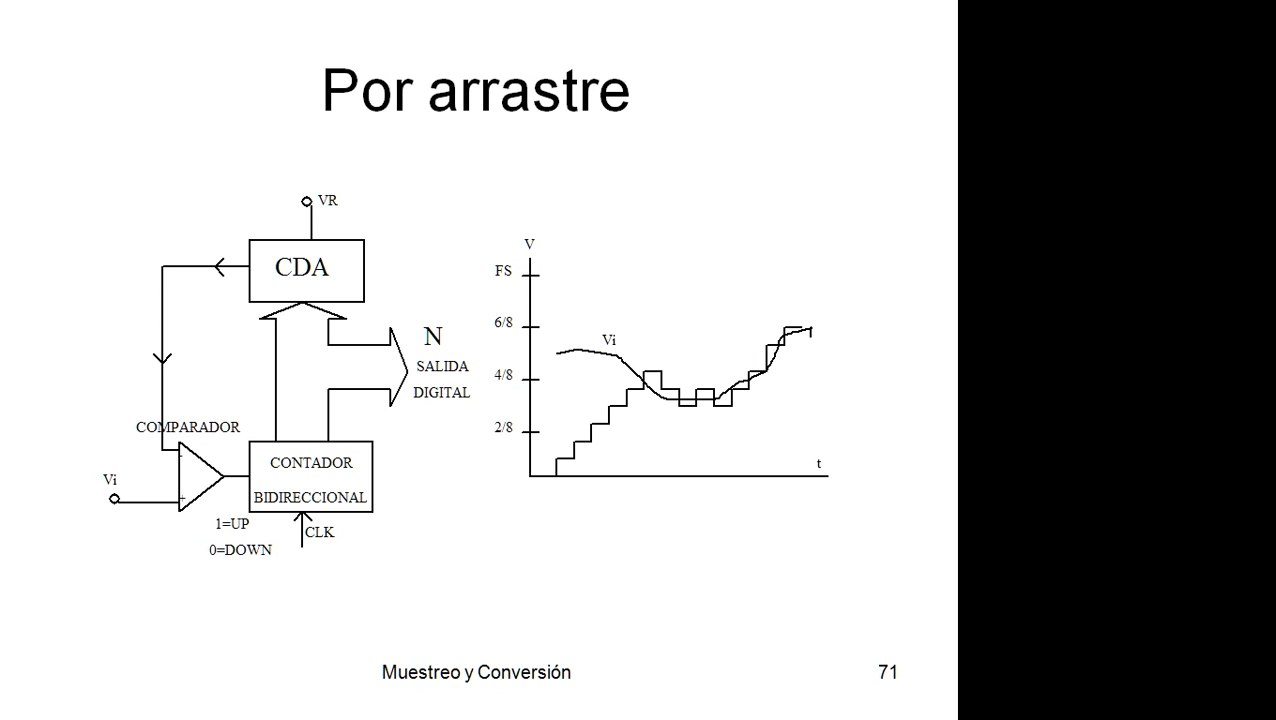 Por arrastre
VR
CDA
N
SALIDA
DIGITAL
COMPARADOR
-
Vi
+
CONTADOR
BIDIRECCIONAL
1=UP
0=DOWN
CLK
V
FS
6/8
Vi
4/8
2/8
t
Muestreo y Conversión
71